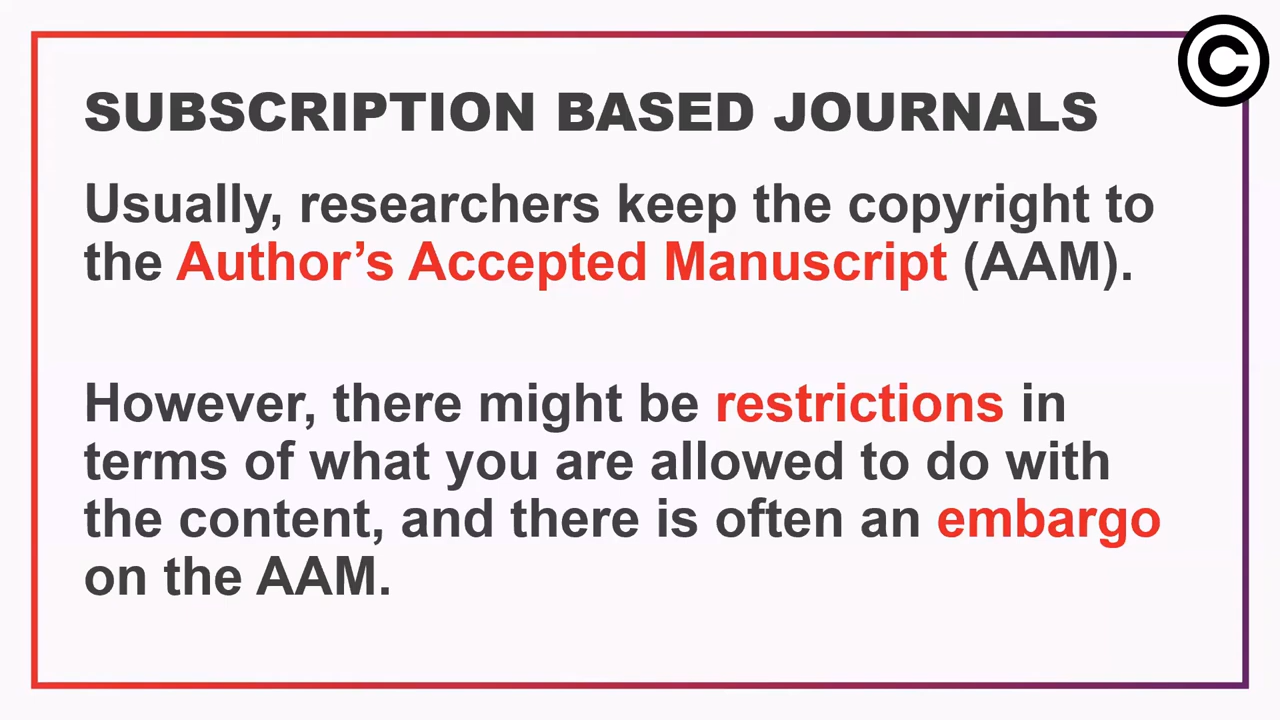 ©
SUBSCRIPTION BASED JOURNALS
Usually, researchers keep the copyright to
the Author’s Accepted Manuscript (AAM).
However, there might be restrictions in
terms of what you are allowed to do with
the content, and there is often an embargo
on the AAM.